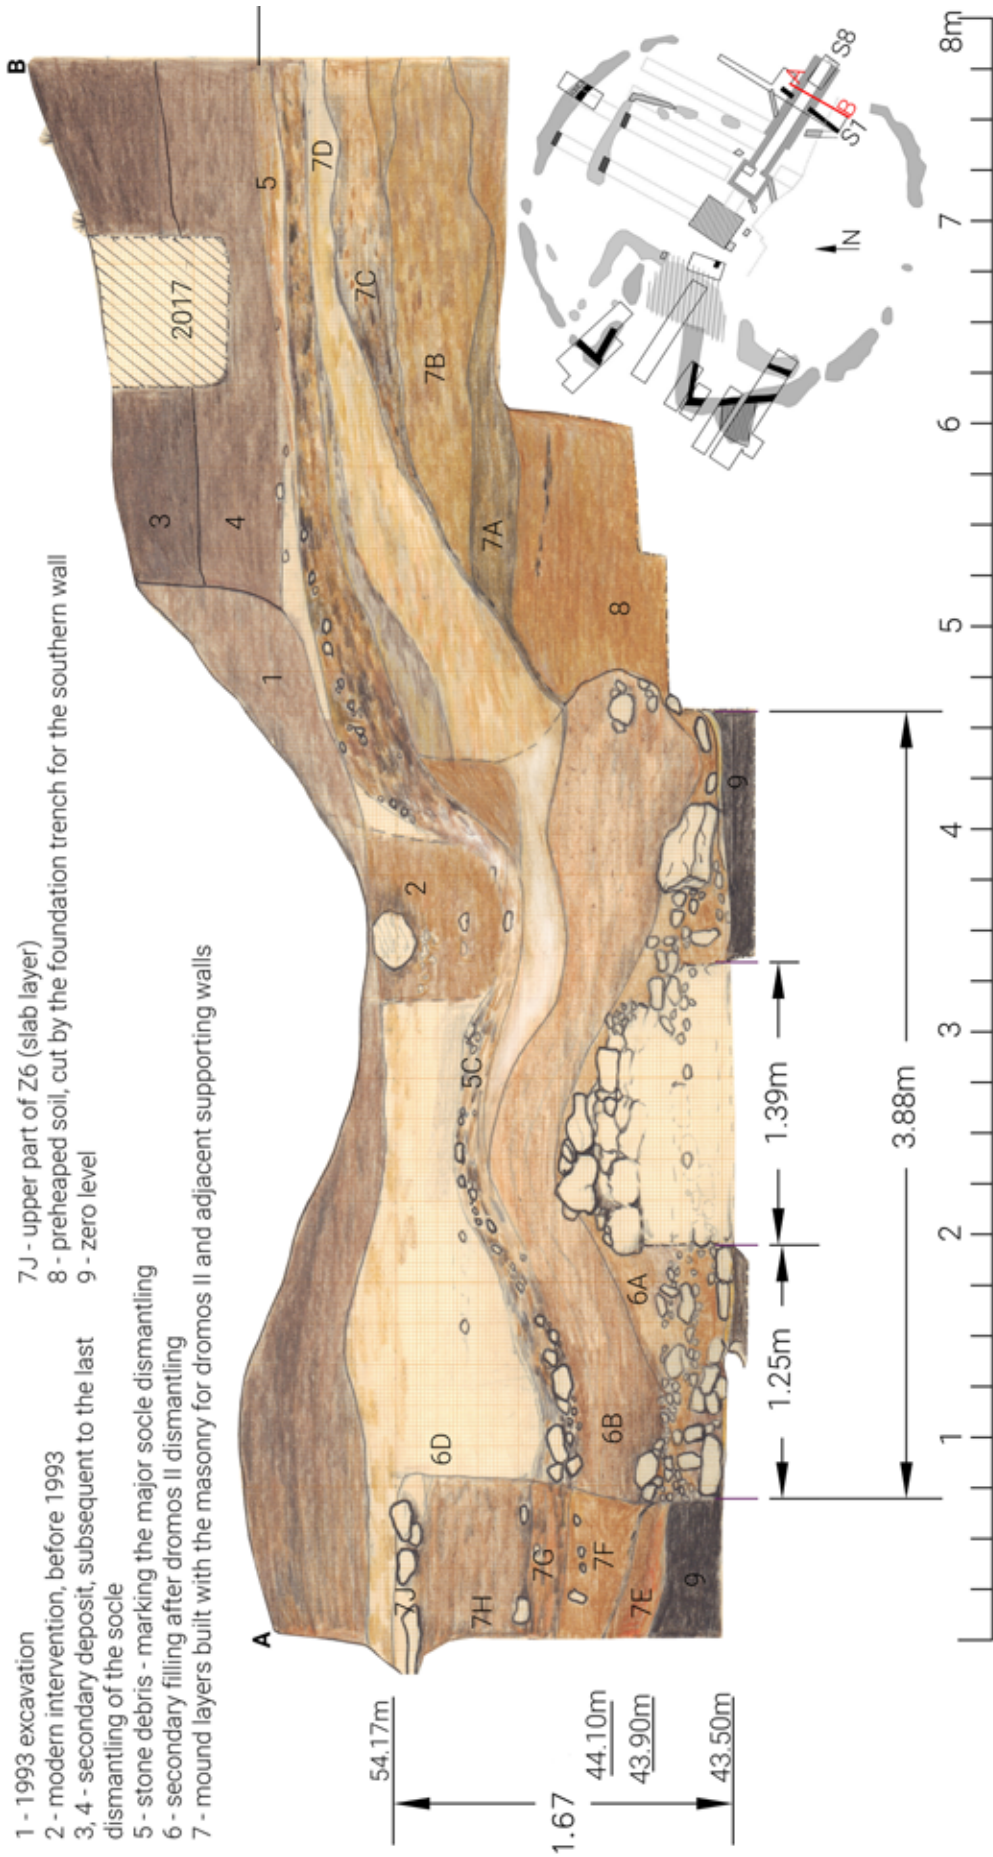 1 - 1993 excavation
2 - modern intervention, before 1993
3, 4 - secondary deposit, subsequent to the last
dismantling of the socle
5 - stone debris - marking the major socle dismantling
6 - secondary filling after dromos II dismantling
7 - mound layers built with the masonry for dromos II and adjacent supporting walls
7J - upper part of Z6 (slab layer)
8 - preheaped soil, cut by the foundation trench for the southern wall
9 - zero level
A
B
1
2
3
4
2017
5
5C
6A
6B
6D
7A
7B
7C
7D
7E
7F
7G
7H
7J
8
9
9
54.17m
44.10m
43.90m
43.50m
1.67
1.25m
1.39m
3.88m
1
2
3
4
5
6
7
8m
A
B
S1
S8
N